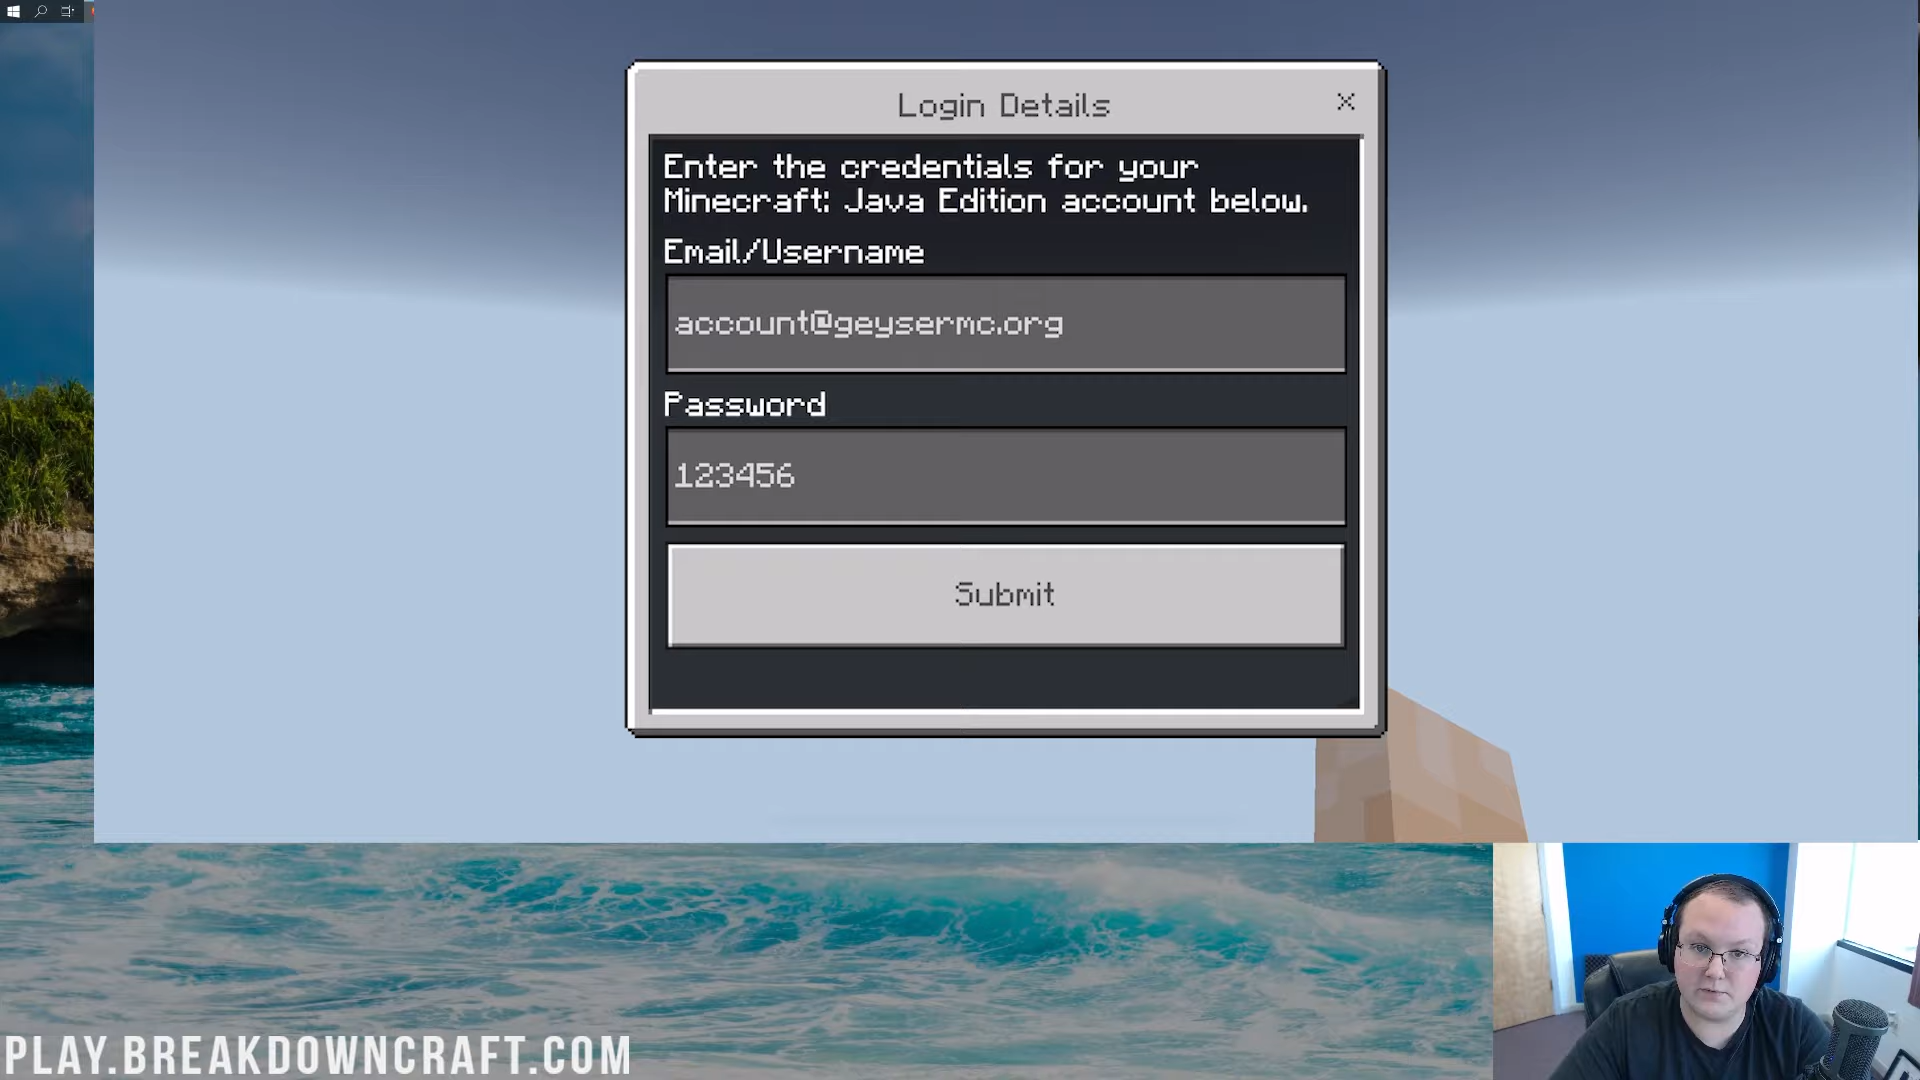 Login Details
Enter the credentials for your
Minecraft: Java Edition account below.
Email/Username
account@geysermc.org
Password
123456
Submit
PLAY.BREAKDOWNCRAFT.COM